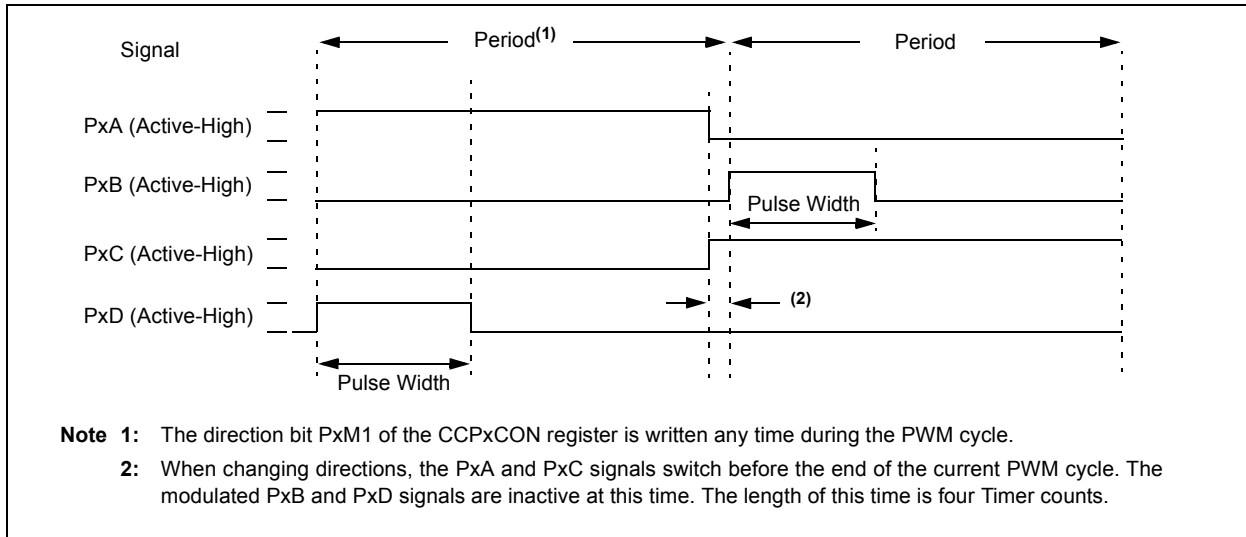 Signal
Period(1)
Period
PxA (Active-High)
PxB (Active-High)
Pulse Width
PxC (Active-High)
(2)
PxD (Active-High)
Pulse Width
Note 1: The direction bit PxM1 of the CCPxCON register is written any time during the PWM cycle.
2: When changing directions, the PxA and PxC signals switch before the end of the current PWM cycle. The
modulated PxB and PxD signals are inactive at this time. The length of this time is four Timer counts.